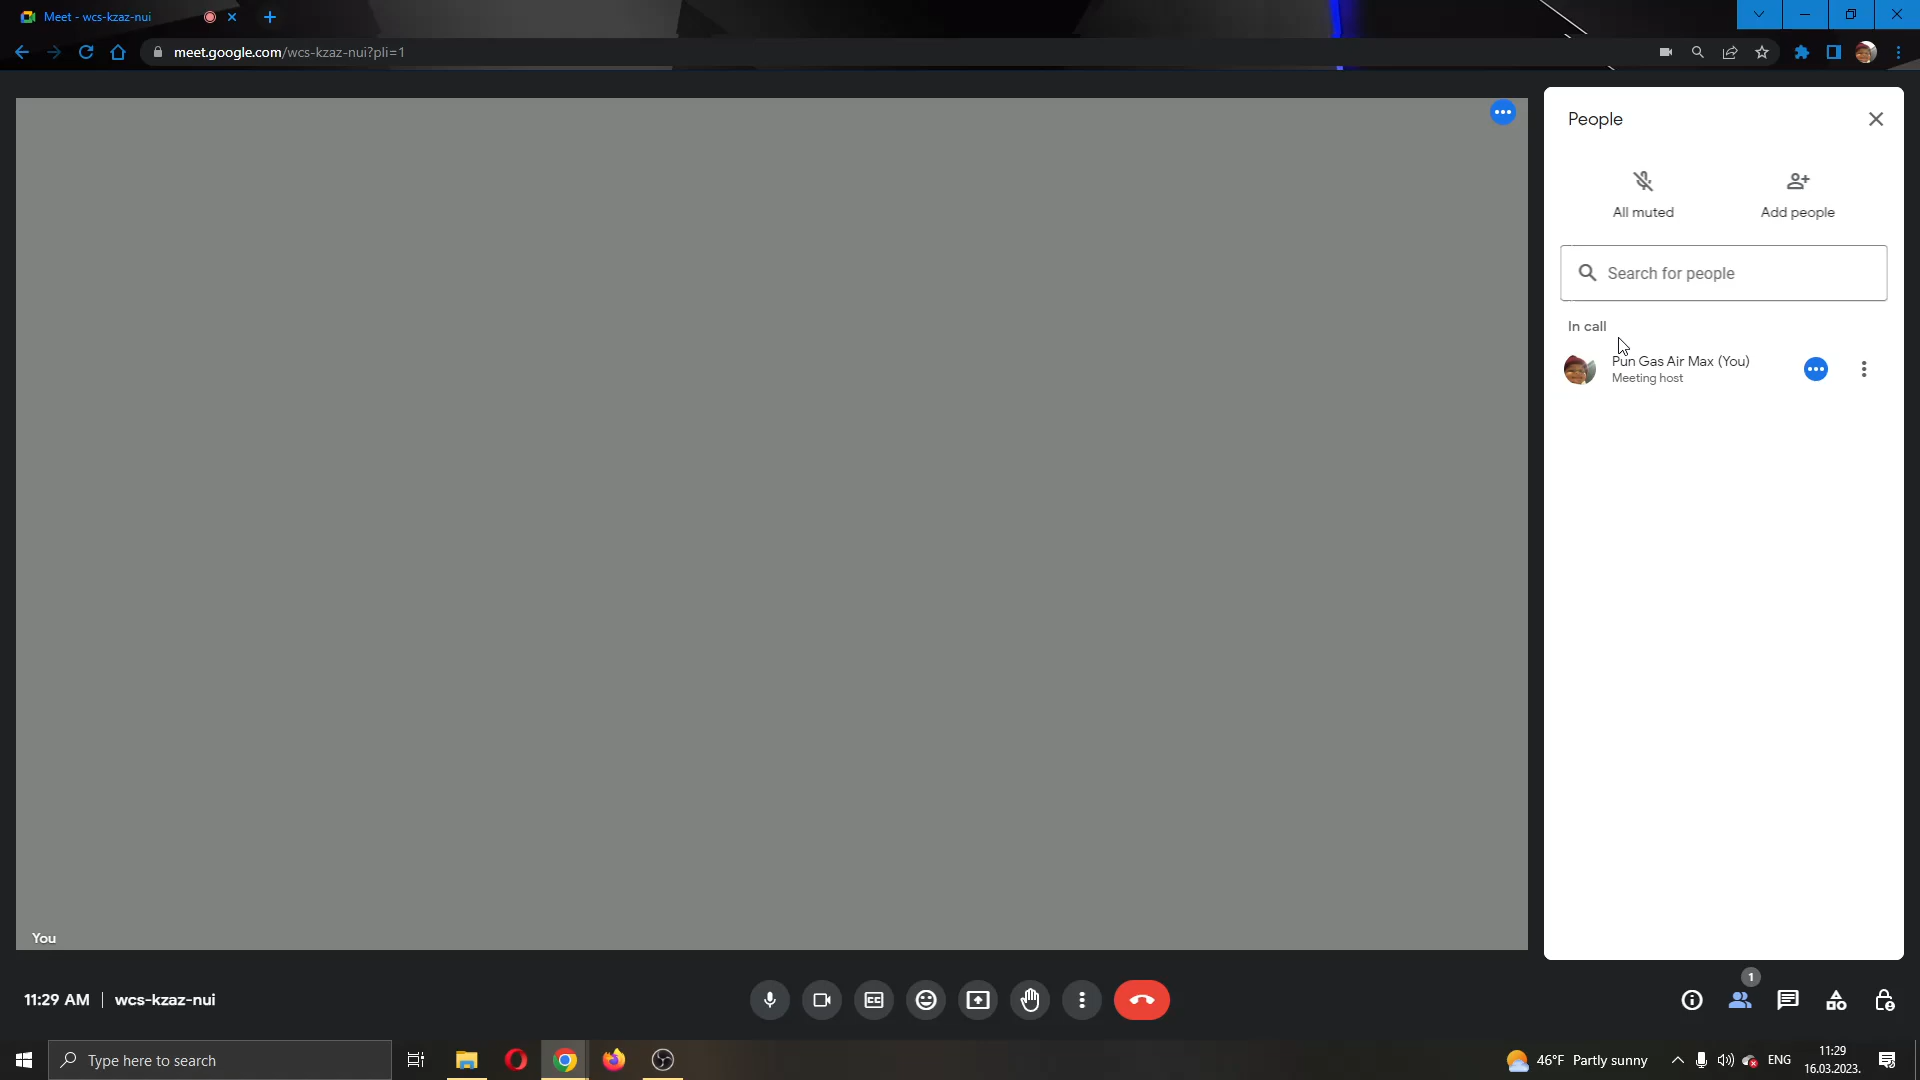 Meet - wcs-kzaz-nui
meet.google.com/wcs-kzaz-nui?pli=1
People
All muted
Add people
Search for people
In call
Pun Gas Air Max (You)
Meeting host
You
11:29 AM | wcs-kzaz-nui
CC
1
Type here to search
46°F Partly sunny
ENG
11:29
16.03.2023.